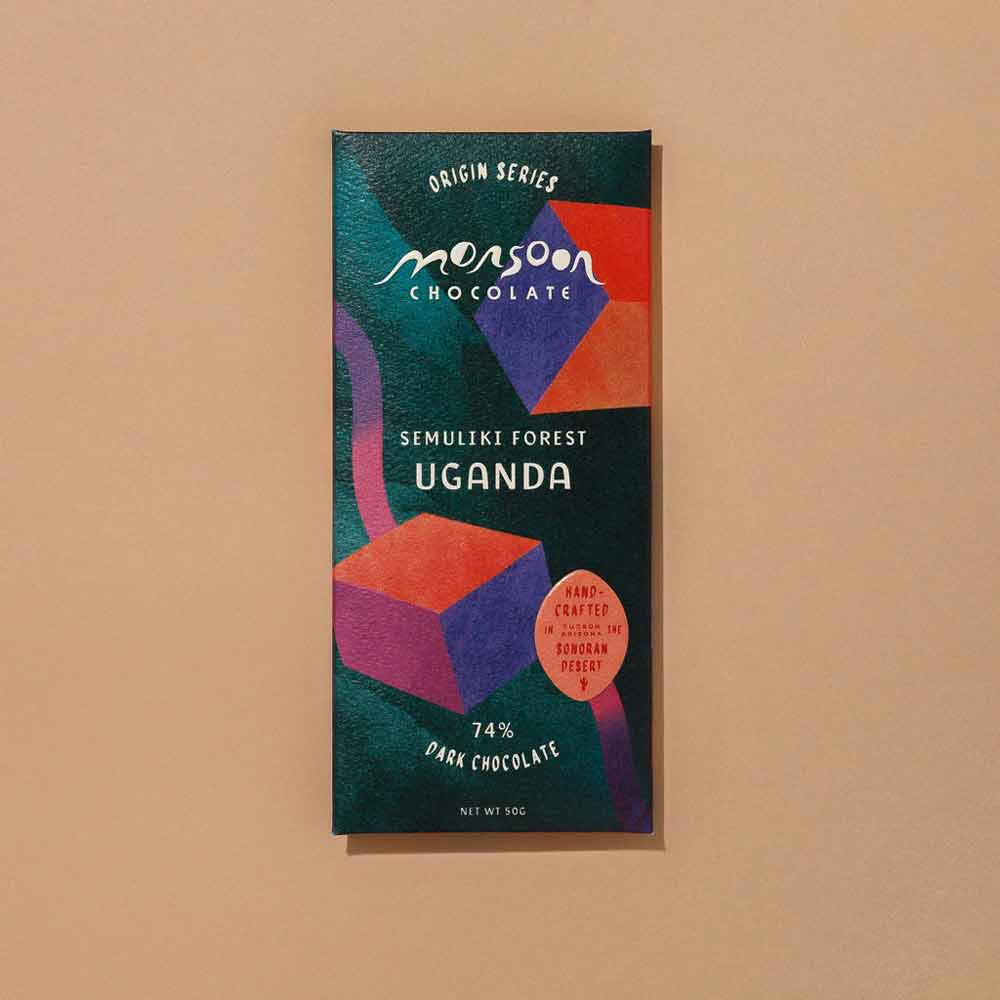 ORIGIN SERIES
monsoon
CHOCOLATE
SEMULIKI FOREST
UGANDA
HAND-
CRAFTED
IN TUCSON ARIZONA THE
SONORAN
DESERT
74%
DARK CHOCOLATE
NET WT 50G